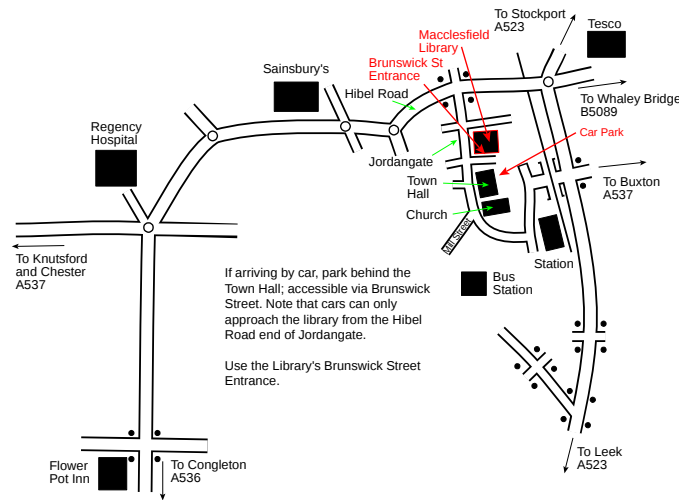 To Stockport
A523
Tesco
Macclesfield
Library
Brunswick St
Entrance
Sainsbury's
Hibel Road
To Whaley Bridge
B5089
Regency
Hospital
Car Park
Jordangate
Town
Hall
To Buxton
A537
Church
Mill Street
Station
To Knutsford
and Chester
A537
Bus
Station
If arriving by car, park behind the
Town Hall; accessible via Brunswick
Street. Note that cars can only
approach the library from the Hibel
Road end of Jordangate.
Use the Library's Brunswick Street
Entrance.
Flower
Pot Inn
To Congleton
A536
To Leek
A523